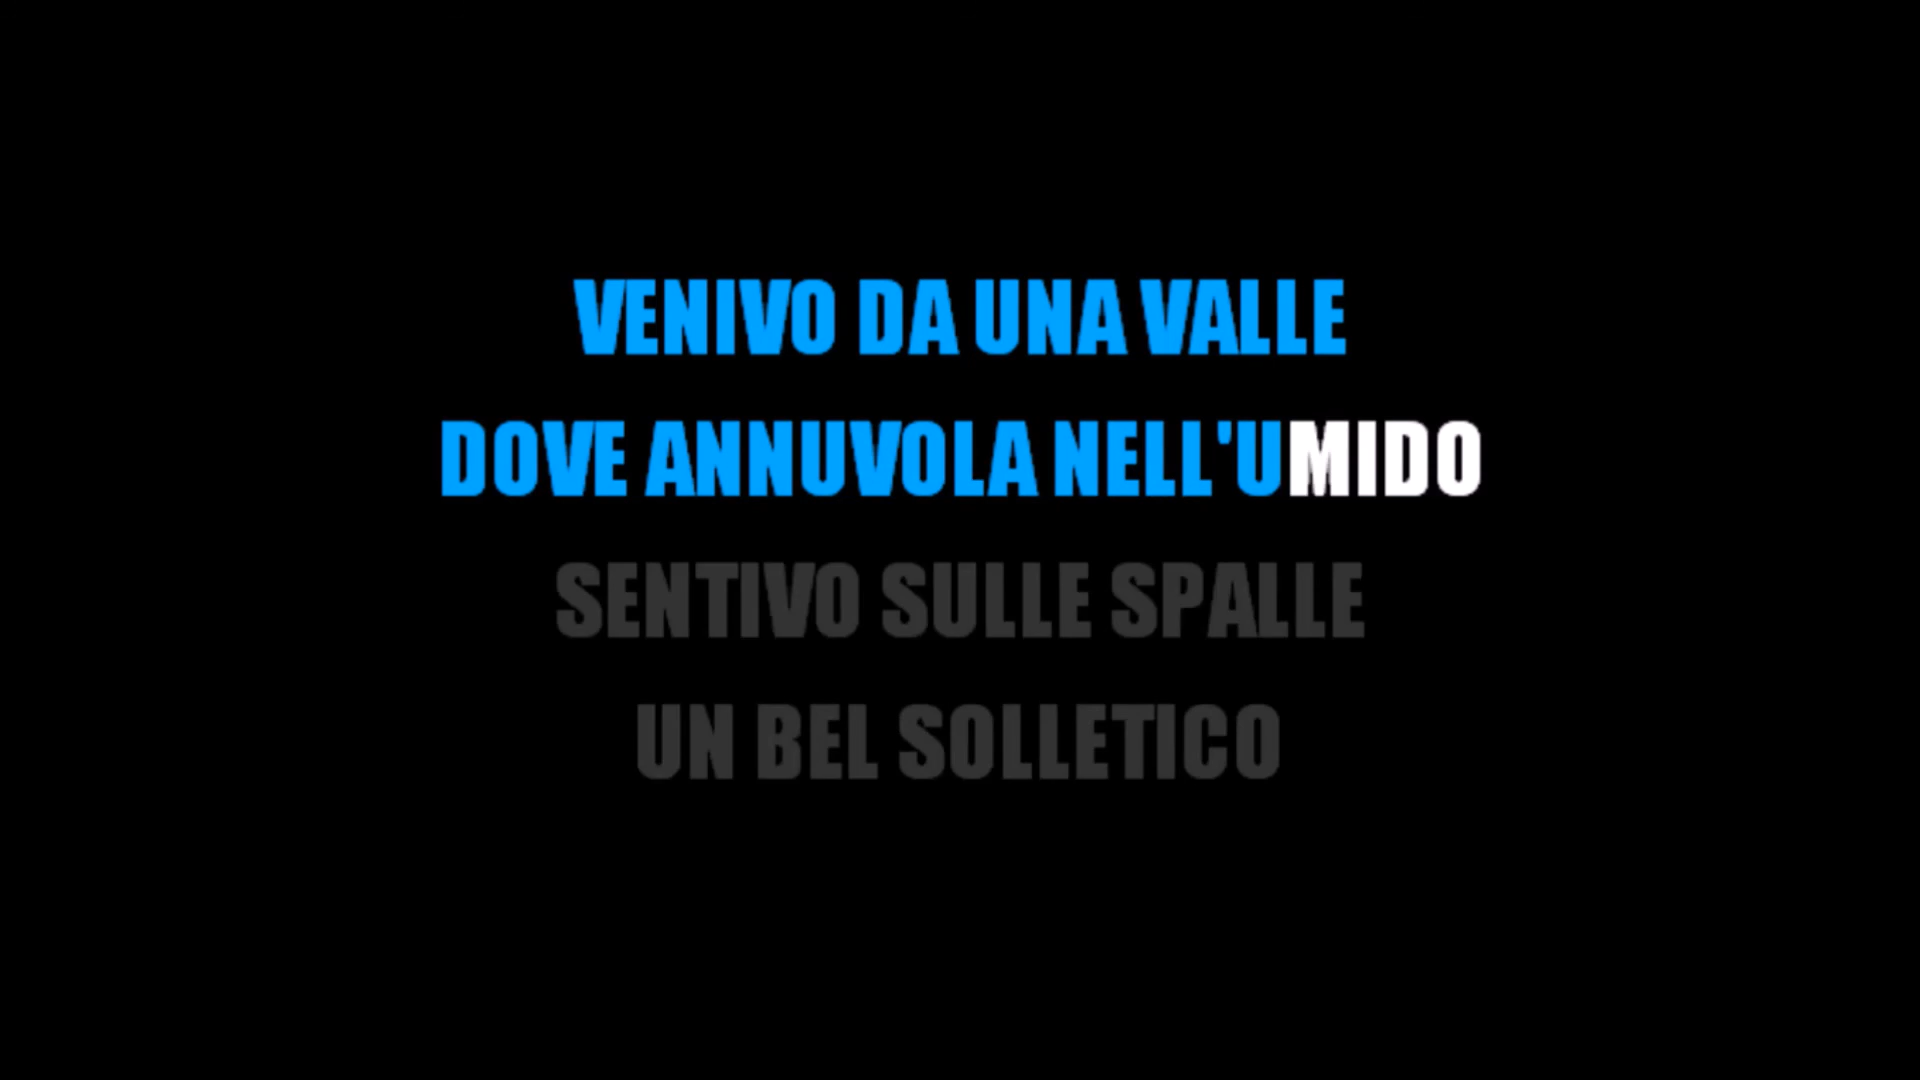 VENIVO DA UNA VALLE
DOVE ANNUVOLA NELL'UMIDO
SENTIVO SULLE SPALLE
UN BEL SOLLETICO